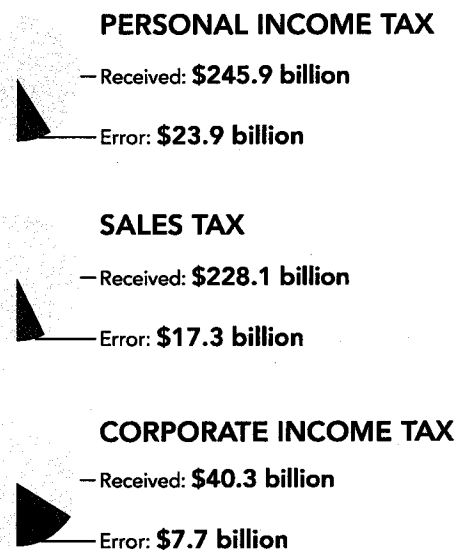 PERSONAL INCOME TAX
Received: $245.9 billion
Error: $23.9 billion
SALES TAX
Received: $228.1 billion
Error: $17.3 billion
CORPORATE INCOME TAX
Received: $40.3 billion
Error: $7.7 billion